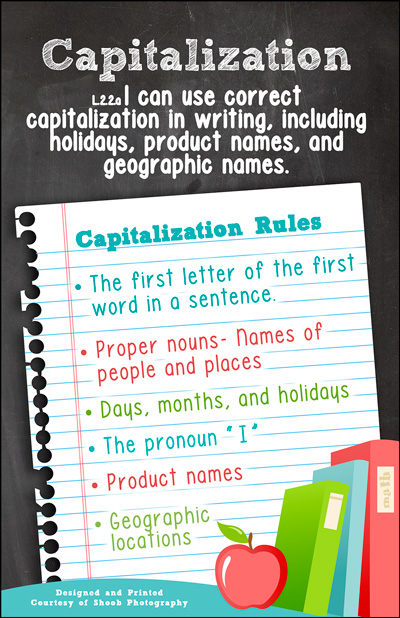 Capitalization
L.2.2.a I can use correct
capitalization in writing, including
holidays, product names, and
geographic names.
Capitalization Rules
• The first letter of the first
word in a sentence.
• Proper nouns- Names of
people and places
• Days, months, and holidays
• The pronoun "I"
• Product names
• Geographic
locations
Designed and Printed
Courtesy of Shoob Photography